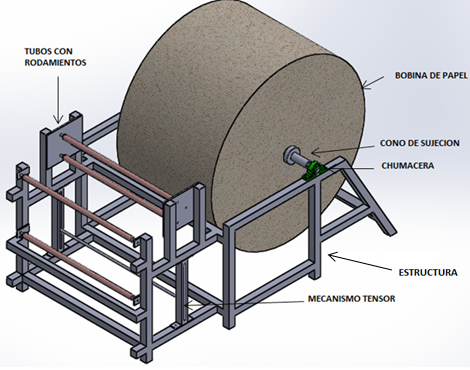 TUBOS CON
RODAMIENTOS
BOBINA DE PAPEL
CONO DE SUJECION
CHUMACERA
ESTRUCTURA
MECANISMO TENSOR